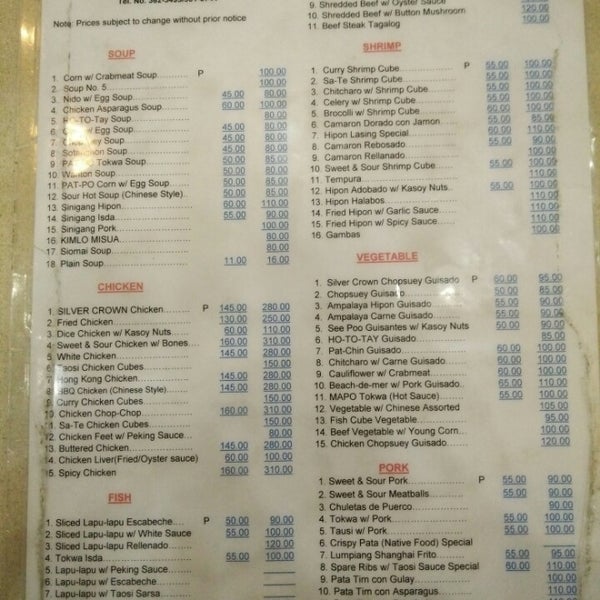 Note: Prices subject to change without prior notice
SOUP
1. Corn w/ Crabmeat Soup P 100.00
2. Soup No. 5 100.00
3. Nido w/ Egg Soup 45.00 80.00
4. Chicken Asparagus Soup 60.00 100.00
5. HO-TO-Tay Soup 80.00
6. w/ Egg Soup 45.00 80.00
7. Soup 45.00 80.00
8. Soup 45.00 80.00
9. Tokwa Soup 50.00 85.00
10. Wanton Soup 50.00 80.00
11. PAT-PO Corn w/ Egg Soup 50.00 85.00
12. Sour Hot Soup (Chinese Style) 50.00 85.00
13. Sinigang Hipon 60.00 110.00
14. Sinigang Isda 55.00 90.00
15. Sinigang Pork 100.00
16. KIMLO MISUA 80.00
17. Siomai Soup 80.00
18. Plain Soup 11.00 16.00
CHICKEN
1. SILVER CROWN Chicken P 145.00 280.00
2. Fried Chicken 130.00 250.00
3. Dice Chicken w/ Kasoy Nuts 60.00 110.00
4. Sweet & Sour Chicken w/ Bones 160.00 310.00
5. White Chicken 145.00 280.00
6. Taosi Chicken Cubes 150.00
7. Hong Kong Chicken 145.00 280.00
8. BBQ Chicken (Chinese Style) 145.00 280.00
9. Curry Chicken Cubes 150.00
10. Chicken Chop-Chop 160.00 310.00
11. Sa-Te Chicken Cubes 150.00
12. Chicken Feet w/ Peking Sauce 80.00
13. Buttered Chicken 145.00 280.00
14. Chicken Liver(Fried/Oyster sauce) 60.00 100.00
15. Spicy Chicken 160.00 310.00
FISH
1. Sliced Lapu-lapu Escabeche P 50.00 90.00
2. Sliced Lapu-lapu w/ White Sauce 55.00 100.00
3. Sliced Lapu-lapu Rellenado 120.00
4. Tokwa Isda 55.00 100.00
5. Lapu-lapu w/ Peking Sauce
6. Lapu-lapu w/ Escabeche
7. Lapu-lapu w/ Taosi Sarsa
9. Shredded Beef w/ Oyster Sauce
10. Shredded Beef w/ Button Mushroom 120.00
11. Beef Steak Tagalog 100.00
SHRIMP
1. Curry Shrimp Cube P 55.00 100.00
2. Sa-Te Shrimp Cube 55.00 100.00
3. Chitcharo w/ Shrimp Cube 55.00 100.00
4. Celery w/ Shrimp Cube 55.00 100.00
5. Brocolli w/ Shrimp Cube 60.00 110.00
6. Camaron Dorado con Jamon 55.00 100.00
7. Hipon Lasing Special 60.00 110.00
8. Camaron Rebosado 55.00 90.00
9. Camaron Rellanado 100.00
10. Sweet & Sour Shrimp Cube 55.00 100.00
11. Tempura 110.00
12. Hipon Adobado w/ Kasoy Nuts 55.00 100.00
13. Hipon Halabos 110.00
14. Fried Hipon w/ Garlic Sauce 110.00
15. Fried Hipon w/ Spicy Sauce 110.00
16. Gambas 100.00
VEGETABLE
1. Silver Crown Chopsuey Guisado P 60.00 95.00
2. Chopsuey Guisado 50.00 85.00
3. Ampalaya Hipon Guisado 55.00 90.00
4. Ampalaya Carne Guisado 55.00 90.00
5. See Poo Guisantes w/ Kasoy Nuts 50.00 90.00
6. HO-TO-TAY Guisado 85.00
7. Pat-Chin Guisado 60.00 100.00
8. Chitcharo w/ Carne Guisado 60.00 100.00
9. Cauliflower w/ Crabmeat 60.00 100.00
10. Beach-de-mer w/ Pork Guisado 65.00 110.00
11. MAPO Tokwa (Hot Sauce) 55.00 100.00
12. Vegetable w/ Chinese Assorted 105.00
13. Fish Cube Vegetable 95.00
14. Beef Vegetable w/ Young Corn 100.00
15. Chicken Chopsuey Guisado 120.00
PORK
1. Sweet & Sour Pork P 55.00 90.00
2. Sweet & Sour Meatballs 55.00 90.00
3. Chuletas de Puerco 90.00
4. Tokwa w/ Pork 55.00 100.00
5. Tausi w/ Pork 55.00 100.00
6. Crispy Pata (Native Food) Special
7. Lumpiang Shanghai Frito 55.00 95.00
8. Spare Ribs w/ Taosi Sauce Special 60.00 110.00
9. Pata Tim con Gulay 100.00
10. Pata Tim con Asparagus 110.00